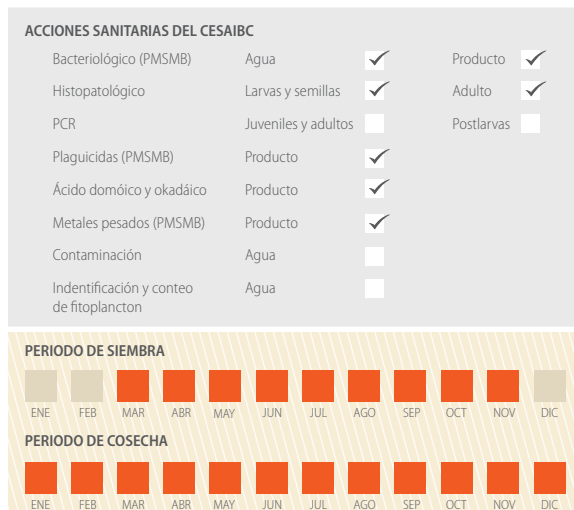 ACCIONES SANITARIAS DEL CESAIBC
Bacteriológico (PMSMB) Agua Producto
Histopatológico Larvas y semillas Adulto
PCR Juveniles y adultos Postlarvas
Plaguicidas (PMSMB) Producto
Ácido domóico y okadáico Producto
Metales pesados (PMSMB) Producto
Contaminación Agua
Indentificación y conteo Agua
de fitoplancton
PERIODO DE SIEMBRA
ENE FEB MAR ABR MAY JUN JUL AGO SEP OCT NOV DIC
PERIODO DE COSECHA
ENE FEB MAR ABR MAY JUN JUL AGO SEP OCT NOV DIC